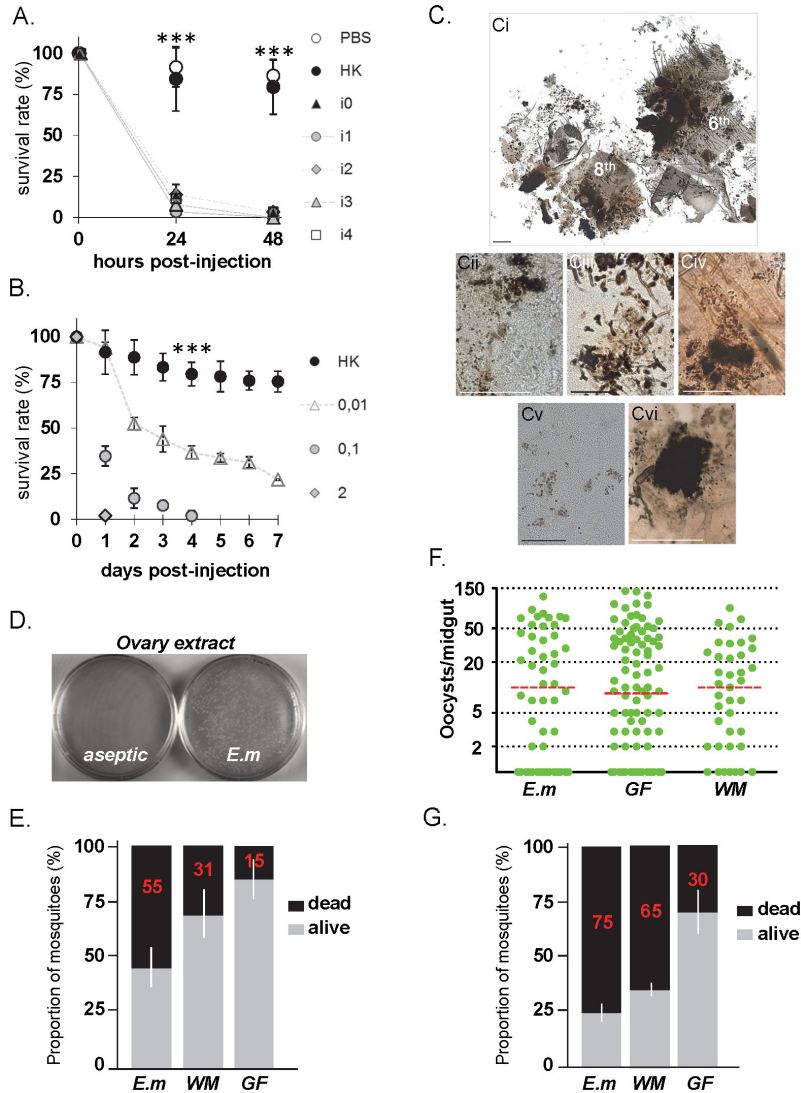 A.
survival rate (%)
100
75
50
25
0
***
***
0
24
48
hours post-injection
PBS
HK
i0
i1
i2
i3
i4
B.
survival rate (%)
100
75
50
25
0
***
0 1 2 3 4 5 6 7
days post-injection
HK
0,01
0,1
2
C.
Ci
6th
8th
Cii
Ciii
Civ
Cv
Cvi
D.
Ovary extract
aseptic
E.m
E.
Proportion of mosquitoes (%)
100
75
50
25
0
55
31
15
dead
alive
E.m WM GF
F.
Oocysts/midgut
150
50
20
5
2
E.m GF WM
G.
Proportion of mosquitoes (%)
100
75
50
25
0
75
65
30
dead
alive
E.m WM GF